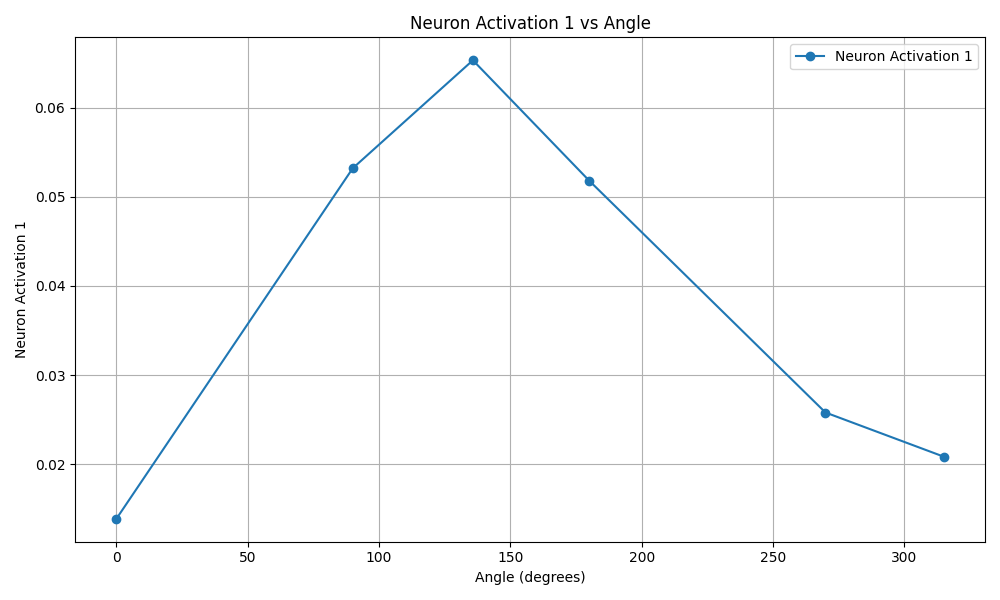 Neuron Activation 1 vs Angle
Neuron Activation 1
0.06
0.05
0.04
0.03
0.02
Neuron Activation 1
0 50 100 150 200 250 300
Angle (degrees)